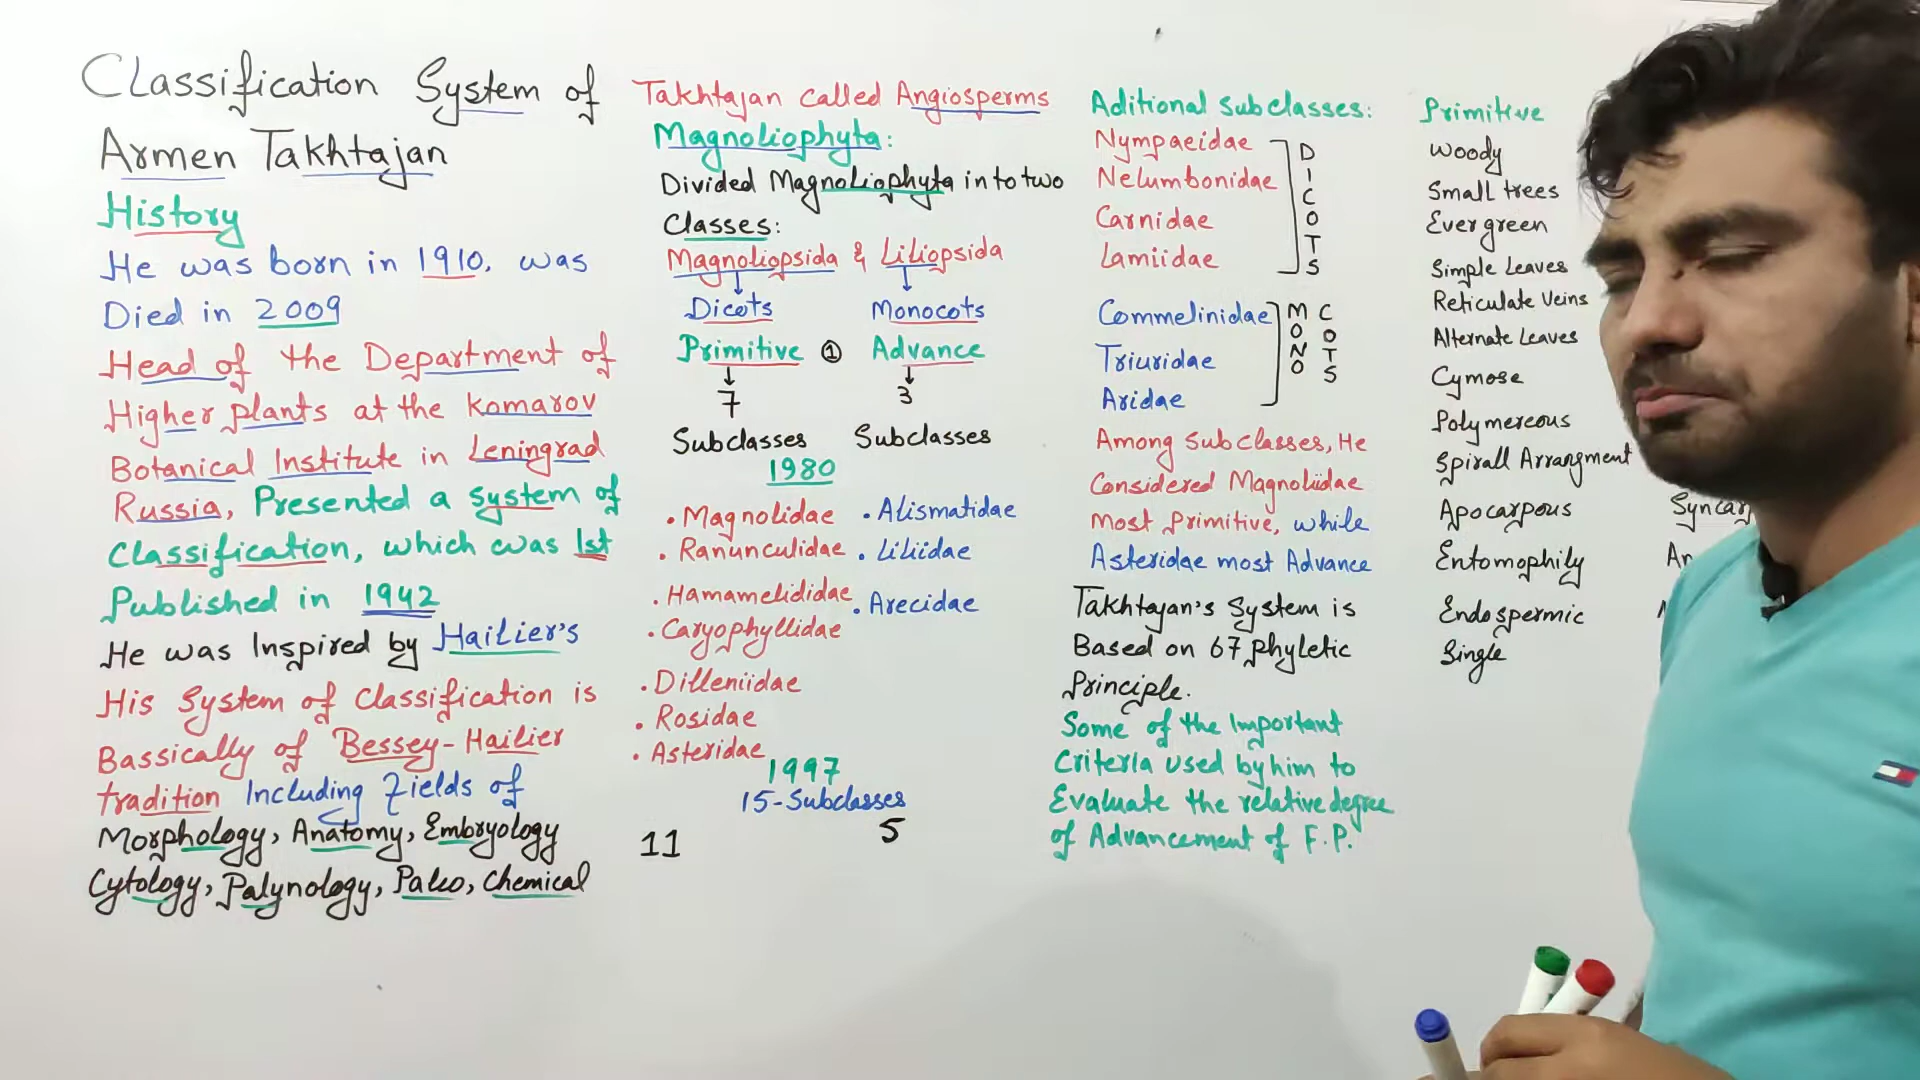 Classification System of
Armen Takhtajan
History
He was born in 1910, was
Died in 2009
Head of the Department of
Higher plants at the Komarov
Botanical Institute in Leningrad
Russia, Presented a system of
Classification, which was 1st
Published in 1942
He was Inspired by Hailier's
His System of Classification is
Bassically of Bessey-Hailier
tradition Including Fields of
Morphology, Anatomy, Embryology
Cytology, Palynology, Paleo, Chemical
Takhtajan called Angiosperms
Magnoliophyta:
Divided Magnoliophyta into two
Classes:
Magnoliopsida & Liliopsida
Dicots Monocots
Primitive ① Advance
7 3
Subclasses Subclasses
1980
• Magnolidae • Alismatidae
• Ranunculidae • Liliidae
• Hamamelididae • Arecidae
• Caryophyllidae
• Dilleniidae
• Rosidae
• Asteridae
1997
15-Subclasses
11 5
Aditional Subclasses:
Nympaeidae
Nelumbonidae
Carnidae
Lamiidae
DICOTS
Commelinidae
Triuridae
Aridae
MONO COTS
Among subclasses, He
Considered Magnoliidae
most primitive, while
Asteridae most Advance
Takhtajan's System is
Based on 67 phyletic
Principle.
Some of the Important
Criteria used by him to
Evaluate the relative degree
of Advancement of F.P.
Primitive
Woody
Small trees
Evergreen
Simple Leaves
Reticulate Veins
Alternate Leaves
Cymose
Polymereous
Spirall Arrangment
Apocarpous
Entomophily
Endospermic
Single